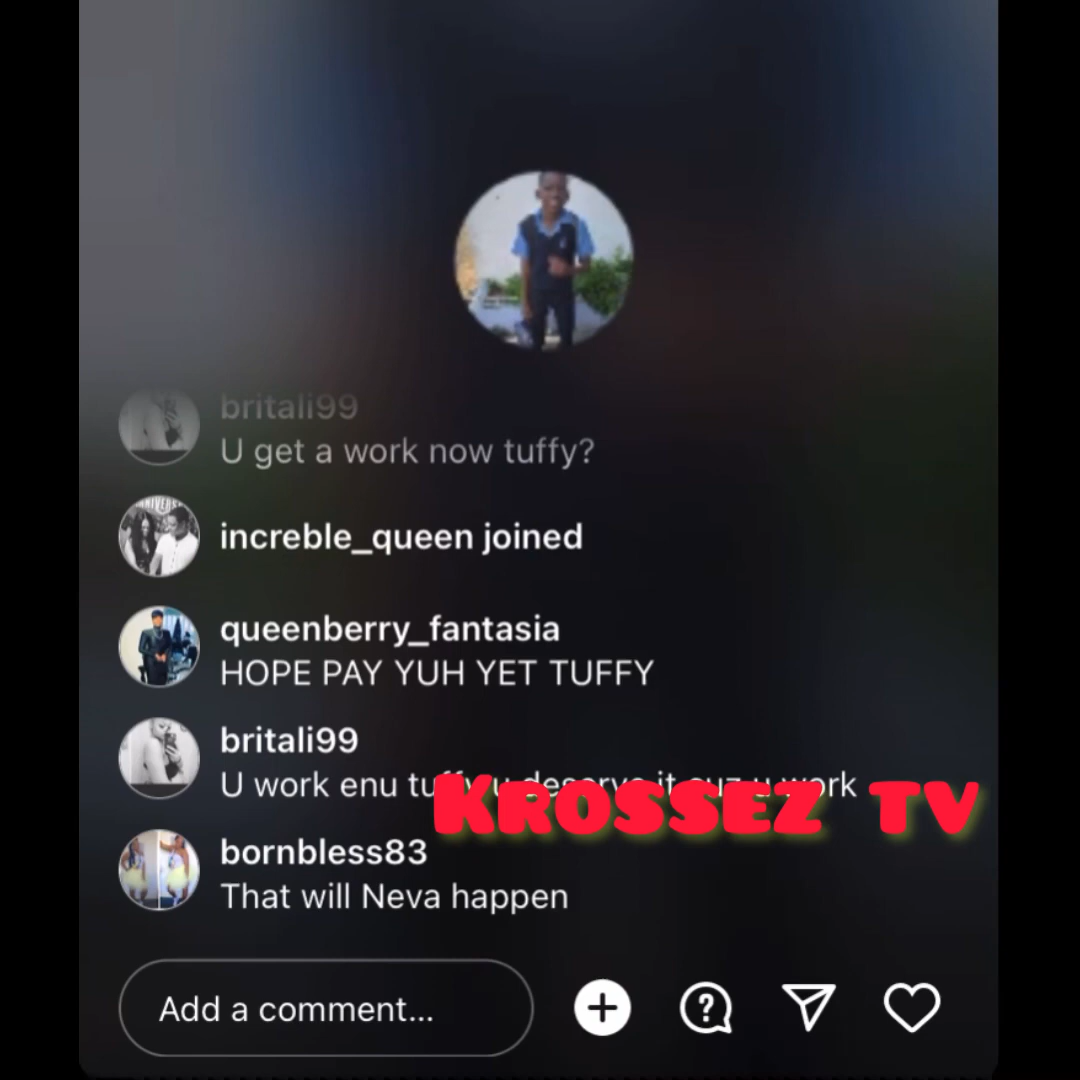 britali99
U get a work now tuffy?
increble_queen joined
queenberry_fantasia
HOPE PAY YUH YET TUFFY
britali99
U work enu tuffy u deserve it cuz u work
KROSSEZ TV
bornbless83
That will Neva happen
Add a comment...